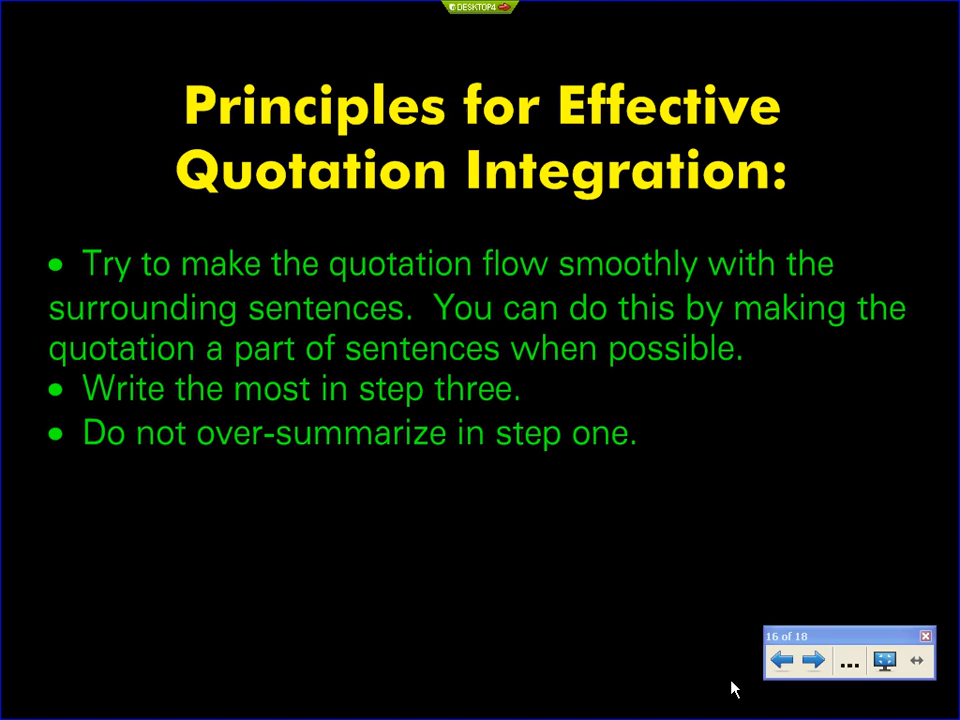 DESKTOP4
Principles for Effective
Quotation Integration:
• Try to make the quotation flow smoothly with the
surrounding sentences. You can do this by making the
quotation a part of sentences when possible.
• Write the most in step three.
• Do not over-summarize in step one.
16 of 18
...